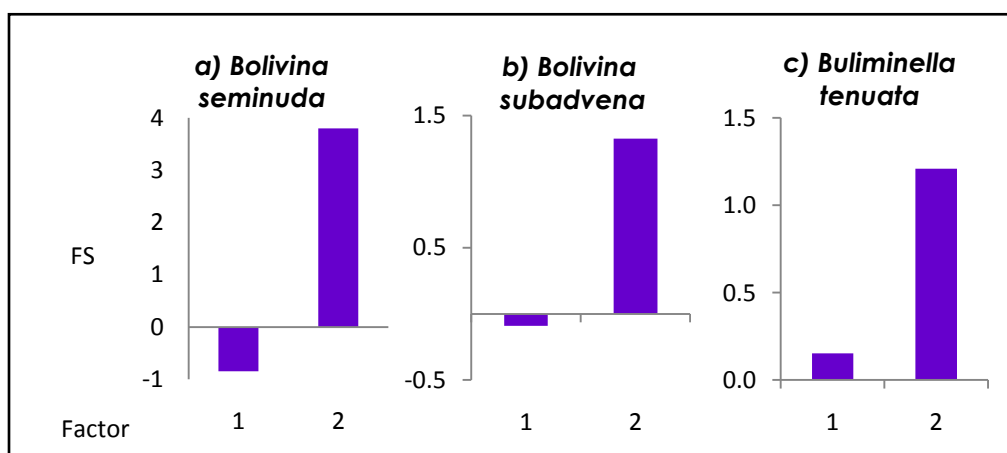 a) Bolivina
seminuda
b) Bolivina
subadvena
c) Buliminella
tenuata
FS
4
3
2
1
0
-1
1.5
0.5
-0.5
1.5
1.0
0.5
0.0
Factor
1 2
1 2
1 2